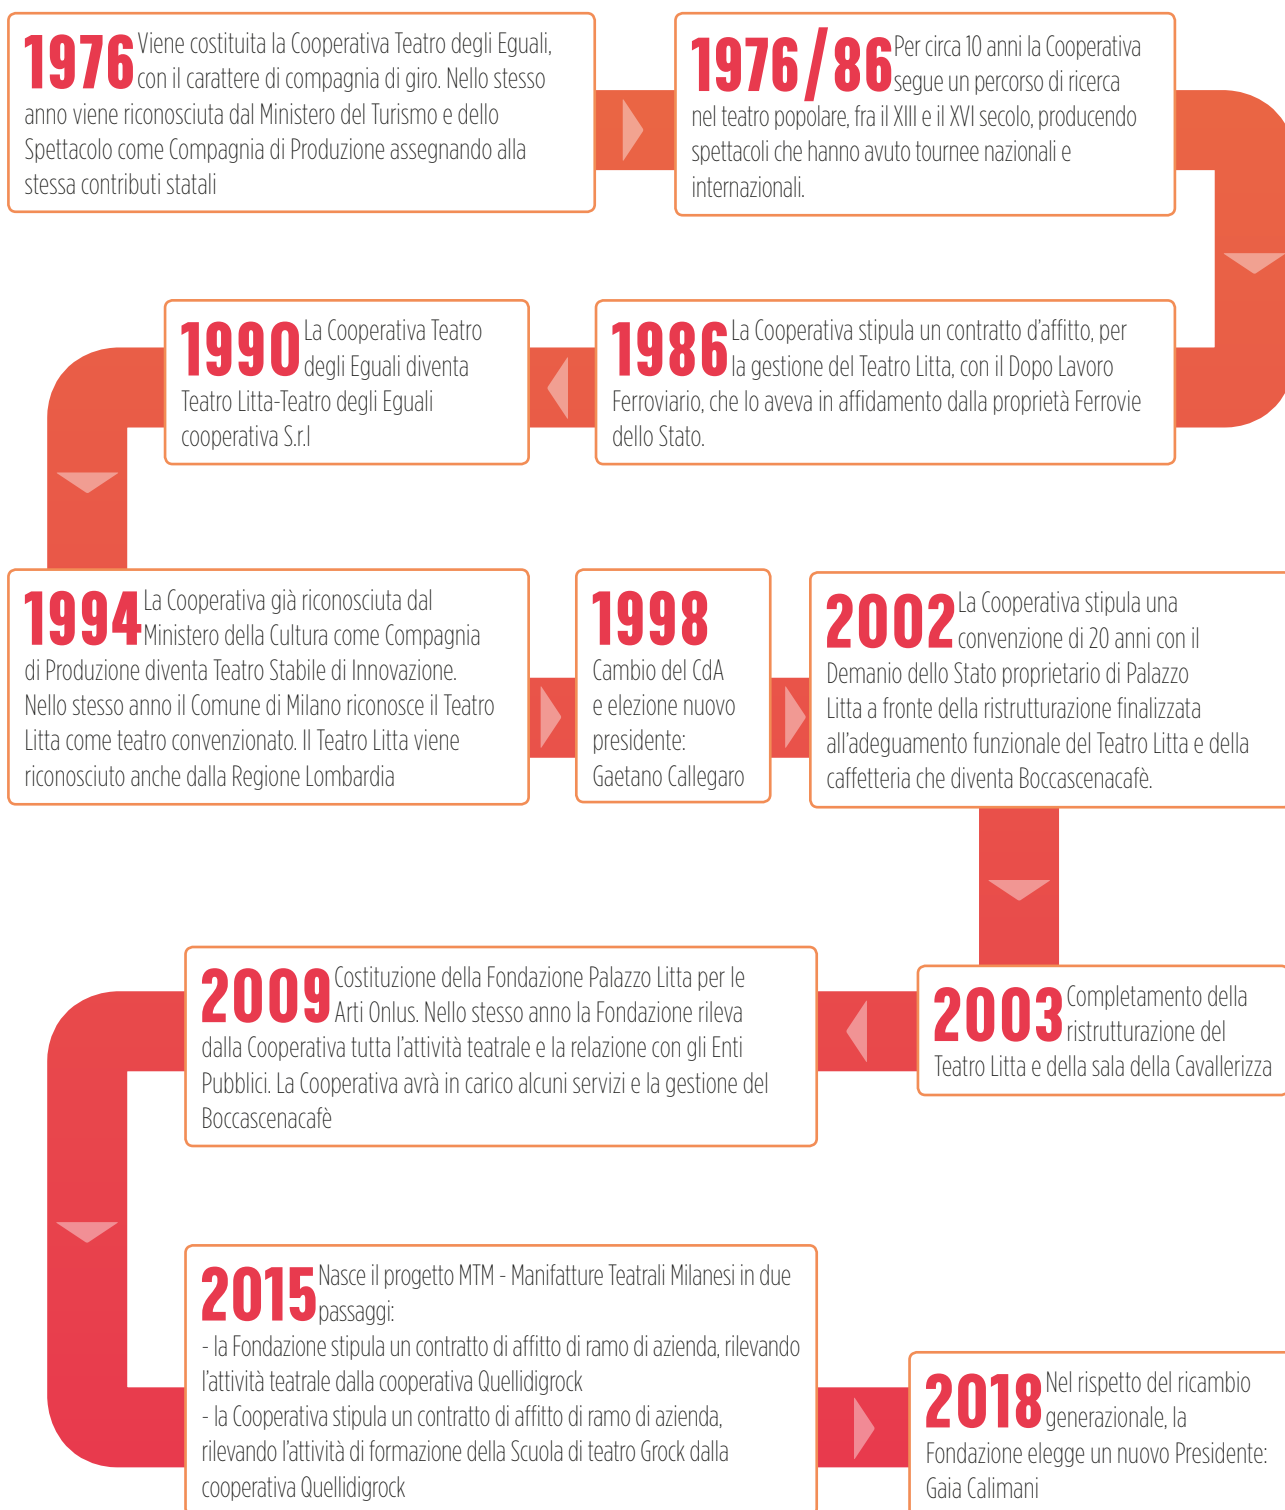 1976 Viene costituita la Cooperativa Teatro degli Eguali,
con il carattere di compagnia di giro. Nello stesso
anno viene riconosciuta dal Ministero del Turismo e dello
Spettacolo come Compagnia di Produzione assegnando alla
stessa contributi statali
1976/86 Per circa 10 anni la Cooperativa
segue un percorso di ricerca
nel teatro popolare, fra il XIII e il XVI secolo, producendo
spettacoli che hanno avuto tournee nazionali e
internazionali.
1986 La Cooperativa stipula un contratto d'affitto, per
la gestione del Teatro Litta, con il Dopo Lavoro
Ferroviario, che lo aveva in affidamento dalla proprietà Ferrovie
dello Stato.
1990 La Cooperativa Teatro
degli Eguali diventa
Teatro Litta-Teatro degli Eguali
cooperativa S.r.l
1994 La Cooperativa già riconosciuta dal
Ministero della Cultura come Compagnia
di Produzione diventa Teatro Stabile di Innovazione.
Nello stesso anno il Comune di Milano riconosce il Teatro
Litta come teatro convenzionato. Il Teatro Litta viene
riconosciuto anche dalla Regione Lombardia
1998
Cambio del CdA
e elezione nuovo
presidente:
Gaetano Callegaro
2002 La Cooperativa stipula una
convenzione di 20 anni con il
Demanio dello Stato proprietario di Palazzo
Litta a fronte della ristrutturazione finalizzata
all'adeguamento funzionale del Teatro Litta e della
caffetteria che diventa Boccascenacafè.
2003 Completamento della
ristrutturazione del
Teatro Litta e della sala della Cavallerizza
2009 Costituzione della Fondazione Palazzo Litta per le
Arti Onlus. Nello stesso anno la Fondazione rileva
dalla Cooperativa tutta l'attività teatrale e la relazione con gli Enti
Pubblici. La Cooperativa avrà in carico alcuni servizi e la gestione del
Boccascenacafè
2015 Nasce il progetto MTM - Manifatture Teatrali Milanesi in due
passaggi:
- la Fondazione stipula un contratto di affitto di ramo di azienda, rilevando
l'attività teatrale dalla cooperativa Quellidigrock
- la Cooperativa stipula un contratto di affitto di ramo di azienda,
rilevando l'attività di formazione della Scuola di teatro Grock dalla
cooperativa Quellidigrock
2018 Nel rispetto del ricambio
generazionale, la
Fondazione elegge un nuovo Presidente:
Gaia Calimani